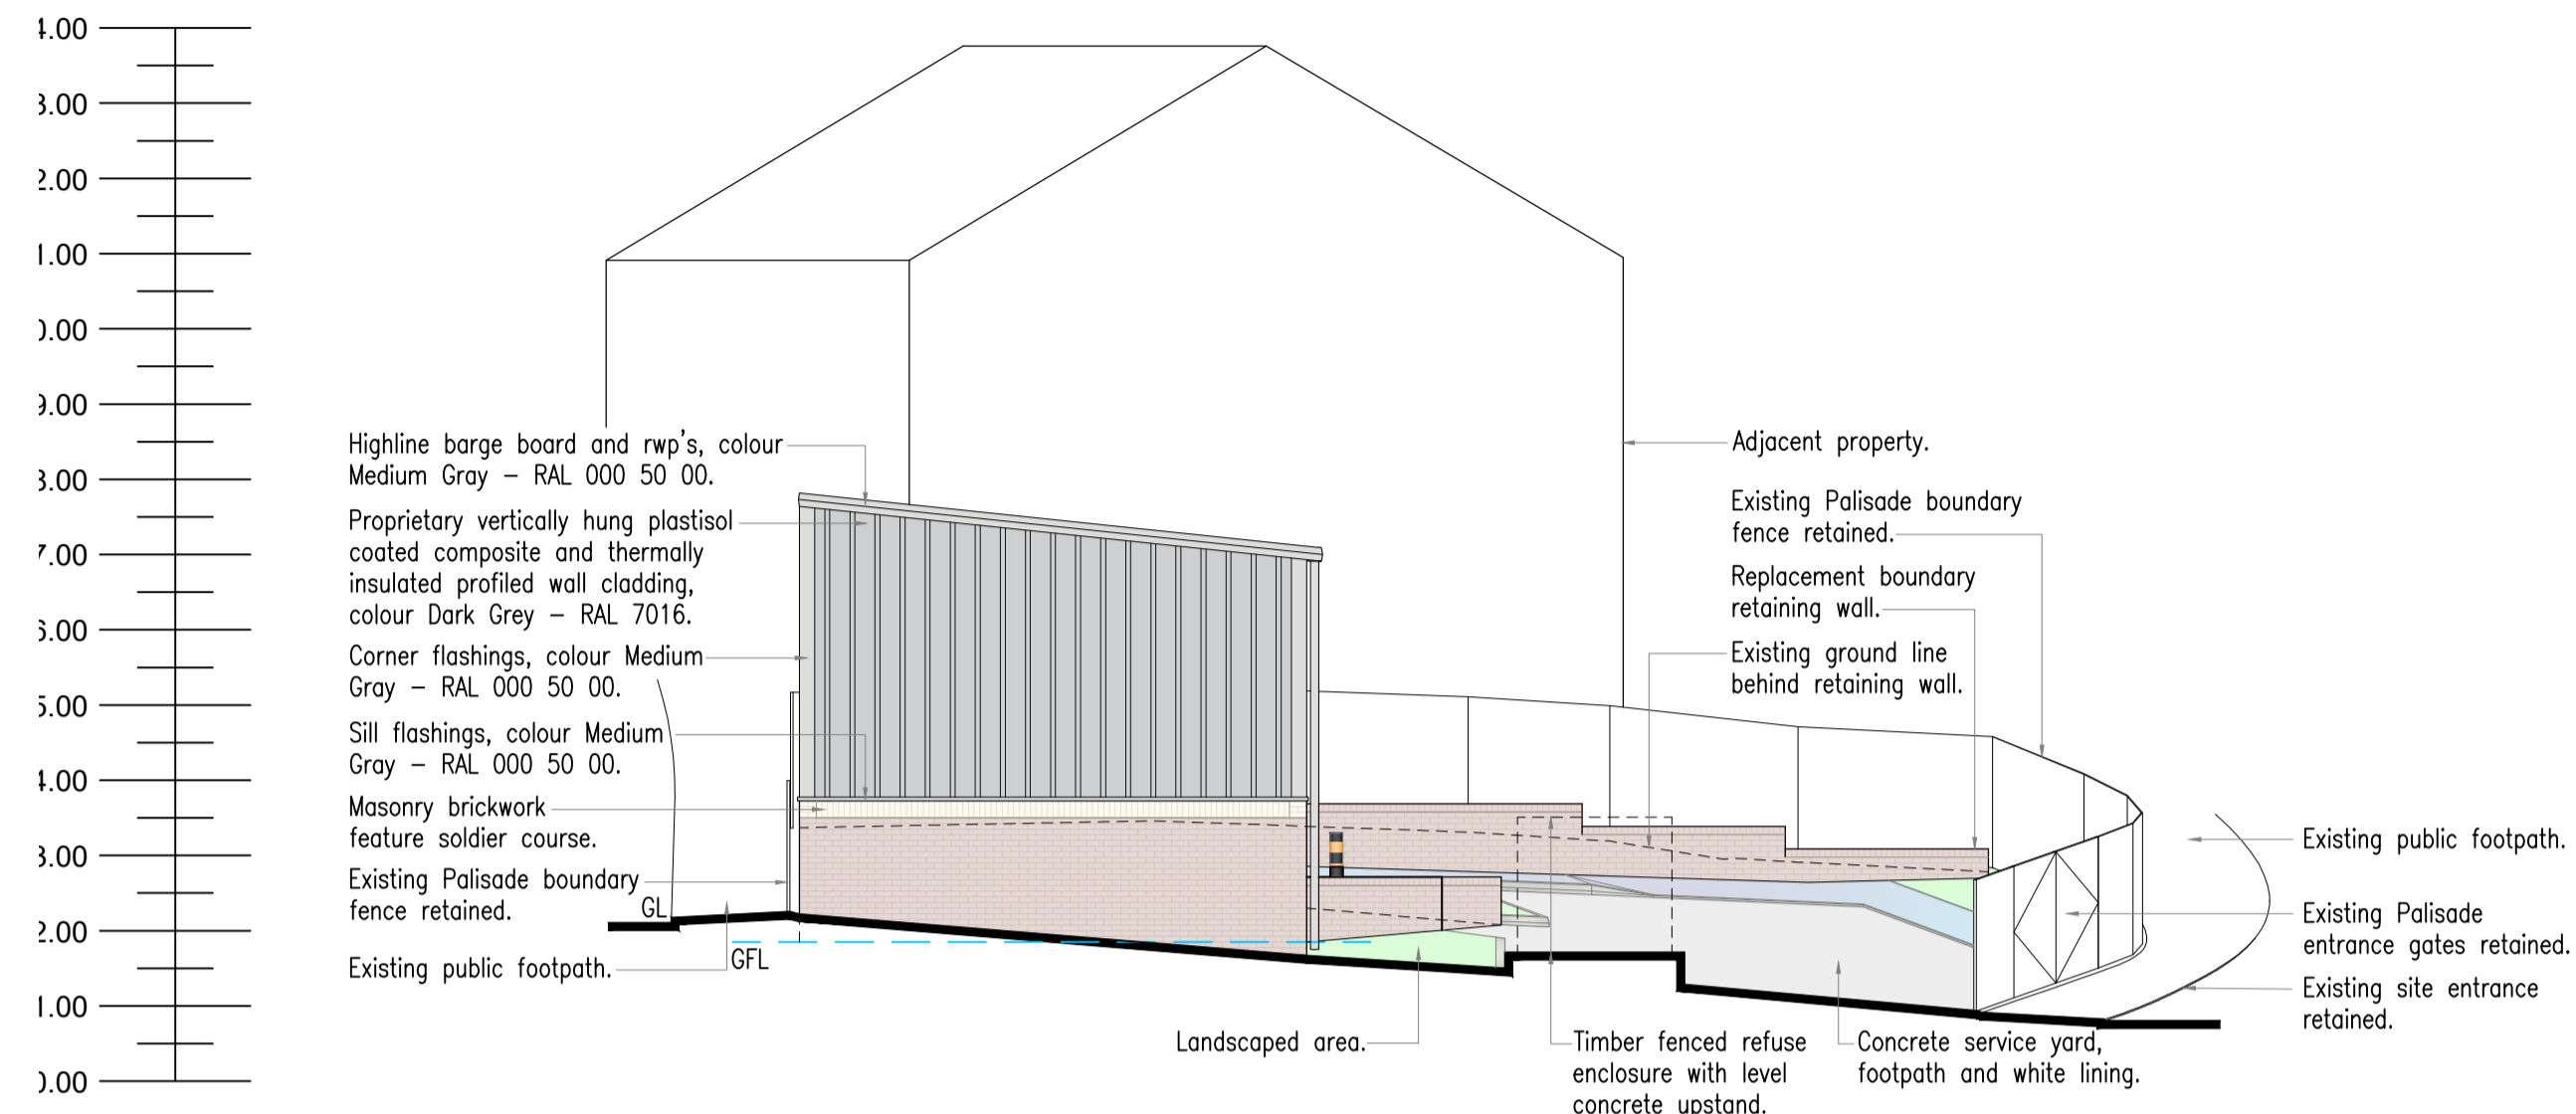 4.00
3.00
2.00
1.00
0.00
9.00
8.00
7.00
6.00
5.00
4.00
3.00
2.00
1.00
0.00
Highline barge board and rwp's, colour
Medium Gray – RAL 000 50 00.
Proprietary vertically hung plastisol
coated composite and thermally
insulated profiled wall cladding,
colour Dark Grey – RAL 7016.
Corner flashings, colour Medium
Gray – RAL 000 50 00.
Sill flashings, colour Medium
Gray – RAL 000 50 00.
Masonry brickwork
feature soldier course.
Existing Palisade boundary
fence retained.
GL
Existing public footpath.
GFL
Adjacent property.
Existing Palisade boundary
fence retained.
Replacement boundary
retaining wall.
Existing ground line
behind retaining wall.
Existing public footpath.
Existing Palisade
entrance gates retained.
Existing site entrance
retained.
Landscaped area.
Timber fenced refuse
enclosure with level
concrete upstand.
Concrete service yard,
footpath and white lining.